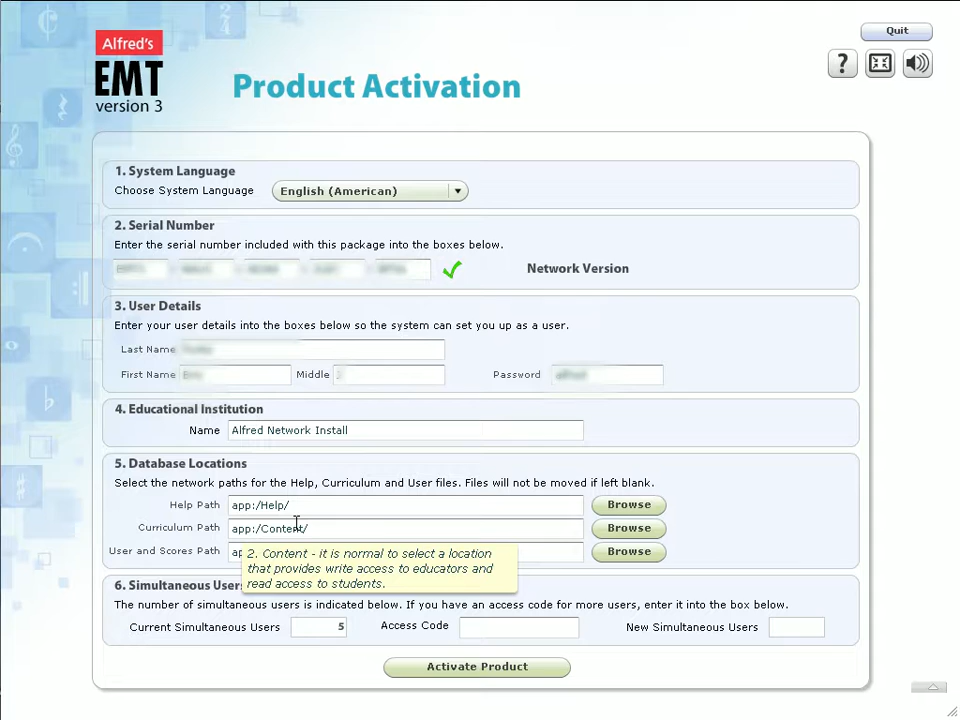 Quit
Alfred's
EMT
version 3
Product Activation
?
1. System Language
Choose System Language English (American)
2. Serial Number
Enter the serial number included with this package into the boxes below.
Network Version
3. User Details
Enter your user details into the boxes below so the system can set you up as a user.
Last Name
First Name Middle Password
4. Educational Institution
Name Alfred Network Install
5. Database Locations
Select the network paths for the Help, Curriculum and User files. Files will not be moved if left blank.
Help Path app:/Help/ Browse
Curriculum Path app:/Content/ Browse
User and Scores Path Browse
2. Content - it is normal to select a location
that provides write access to educators and
read access to students.
6. Simultaneous User
The number of simultaneous users is indicated below. If you have an access code for more users, enter it into the box below.
Current Simultaneous Users 5 Access Code New Simultaneous Users
Activate Product